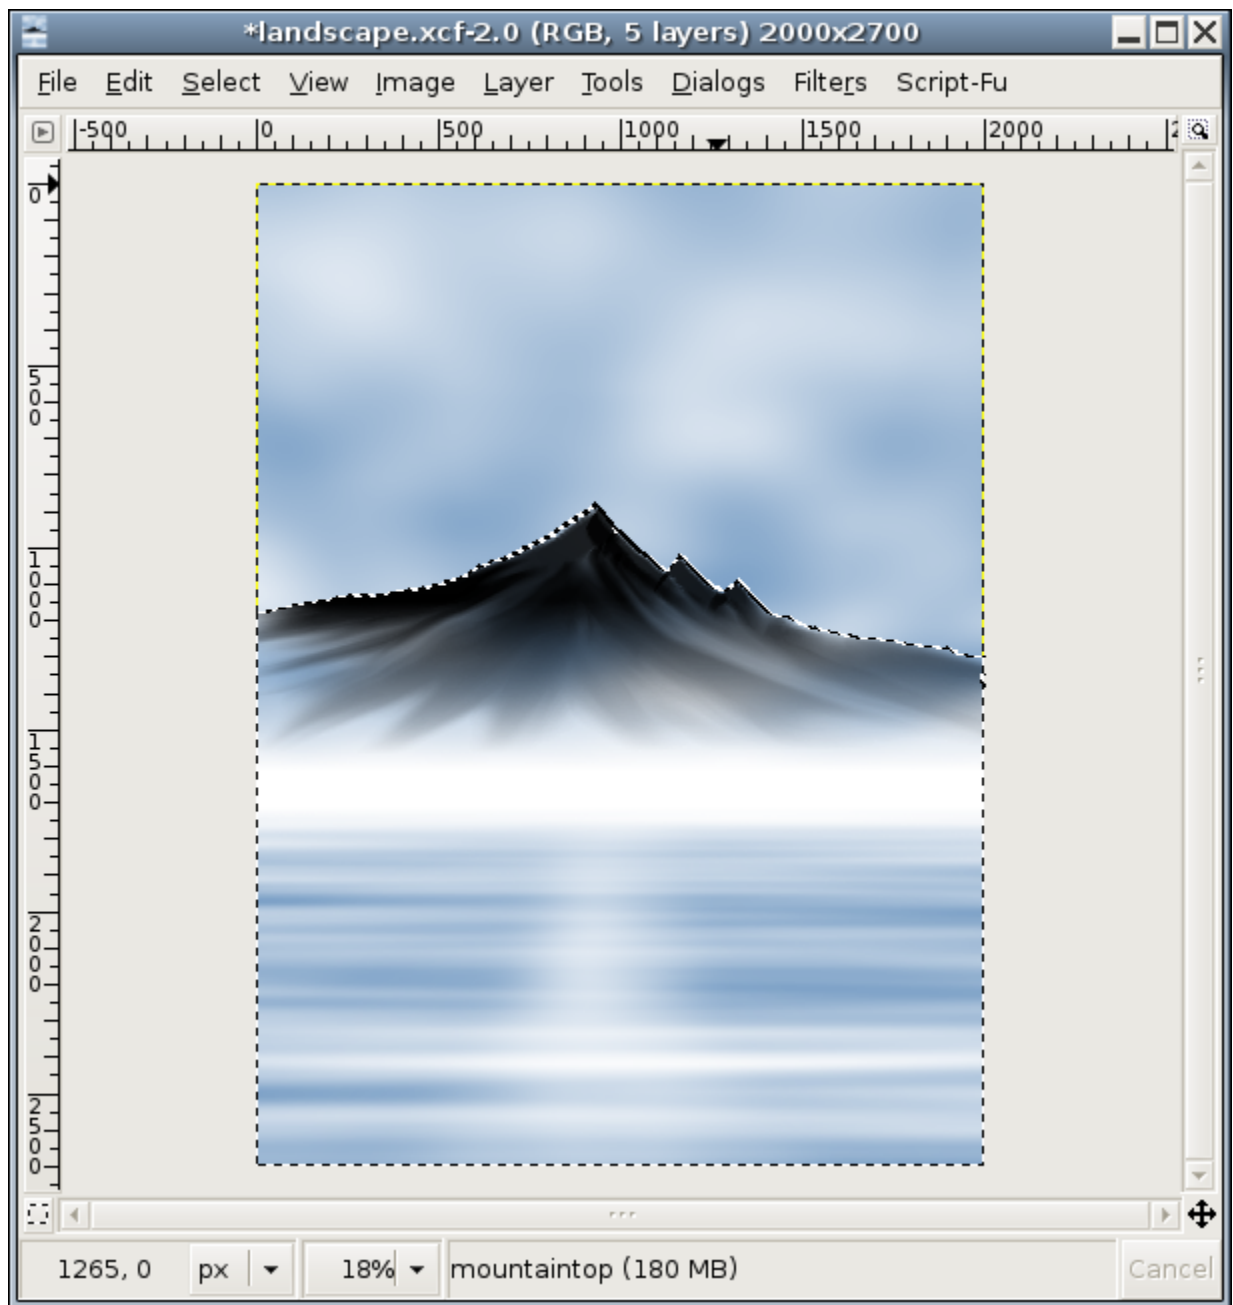 *landscape.xcf-2.0 (RGB, 5 layers) 2000x2700
File Edit Select View Image Layer Tools Dialogs Filters Script-Fu
-500 0 500 1000 1500 2000 2
0
500
1000
1500
2000
2500
1265, 0 px 18% mountaintop (180 MB) Cancel